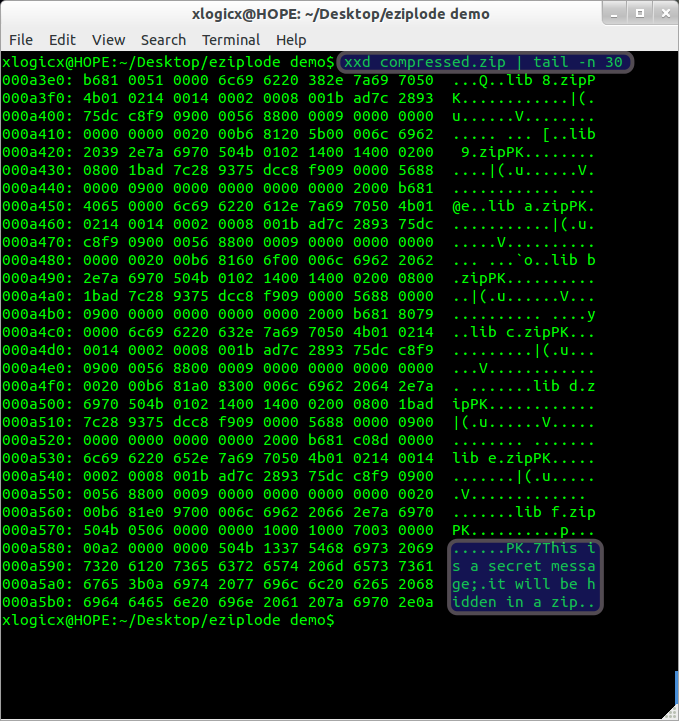 xlogicx@HOPE: ~/Desktop/eziplode demo
File Edit View Search Terminal Help
xlogicx@HOPE:~/Desktop/eziplode demo$ xxd compressed.zip | tail -n 30
000a3e0: b681 0051 0000 6c69 6220 382e 7a69 7050  ...Q..lib 8.zipP
000a3f0: 4b01 0214 0014 0002 0008 001b ad7c 2893  K............|(.
000a400: 75dc c8f9 0900 0056 8800 0009 0000 0000  u......V........
000a410: 0000 0000 0020 00b6 8120 5b00 006c 6962  ..... ... [..lib
000a420: 2039 2e7a 6970 504b 0102 1400 1400 0200   9.zipPK........
000a430: 0800 1bad 7c28 9375 dcc8 f909 0000 5688  ....|(.u......V.
000a440: 0000 0900 0000 0000 0000 2000 b681  ............ ...
000a450: 4065 0000 6c69 6220 612e 7a69 7050 4b01  @e..lib a.zipPK.
000a460: 0214 0014 0002 0008 001b ad7c 2893 75dc  ...........|(.u.
000a470: c8f9 0900 0056 8800 0009 0000 0000 0000  .....V..........
000a480: 0000 0020 00b6 8160 6f00 006c 6962 2062  ... ...`o..lib b
000a490: 2e7a 6970 504b 0102 1400 1400 0200 0800  .zipPK..........
000a4a0: 1bad 7c28 9375 dcc8 f909 0000 5688 0000  ..|(.u......V...
000a4b0: 0900 0000 0000 0000 2000 b681 8079  .......... ....y
000a4c0: 0000 6c69 6220 632e 7a69 7050 4b01 0214  ..lib c.zipPK...
000a4d0: 0014 0002 0008 001b ad7c 2893 75dc c8f9  .........|(.u...
000a4e0: 0900 0056 8800 0009 0000 0000 0000 0000  ...V............
000a4f0: 0020 00b6 81a0 8300 006c 6962 2064 2e7a  . .......lib d.z
000a500: 6970 504b 0102 1400 1400 0200 0800 1bad  ipPK............
000a510: 7c28 9375 dcc8 f909 0000 5688 0000 0900  |(.u......V.....
000a520: 0000 0000 0000 0000 2000 b681 c08d 0000  ........ .......
000a530: 6c69 6220 652e 7a69 7050 4b01 0214 0014  lib e.zipPK.....
000a540: 0002 0008 001b ad7c 2893 75dc c8f9 0900  .......|(.u.....
000a550: 0056 8800 0009 0000 0000 0000 0000 0020  .V.............
000a560: 00b6 81e0 9700 006c 6962 2066 2e7a 6970  .......lib f.zip
000a570: 504b 0506 0000 0000 1000 1000 7003 0000  PK..........p...
000a580: 00a2 0000 0000 504b 1337 5468 6973 2069  ......PK.7This i
000a590: 7320 6120 7365 6372 6574 206d 6573 7361  s a secret messa
000a5a0: 6765 3b0a 6974 2077 696c 6c20 6265 2068  ge;.it will be h
000a5b0: 6964 6465 6e20 696e 2061 207a 6970 2e0a  idden in a zip..
xlogicx@HOPE:~/Desktop/eziplode demo$